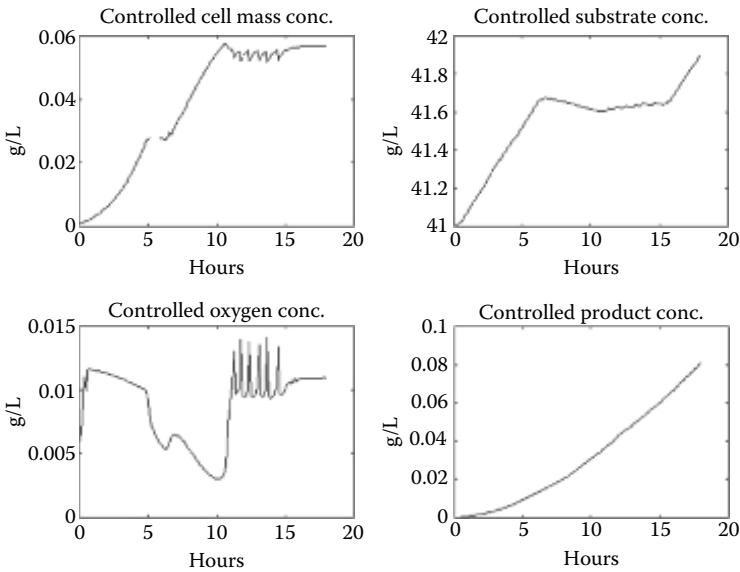 Controlled cell mass conc.
0.06
0.04
0.02
0
g/L
0 5 10 15 20
Hours
Controlled substrate conc.
42
41.8
41.6
41.4
41.2
41
g/L
0 5 10 15 20
Hours
Controlled oxygen conc.
0.015
0.01
0.005
0
g/L
0 5 10 15 20
Hours
Controlled product conc.
0.1
0.08
0.06
0.04
0.02
0
g/L
0 5 10 15 20
Hours